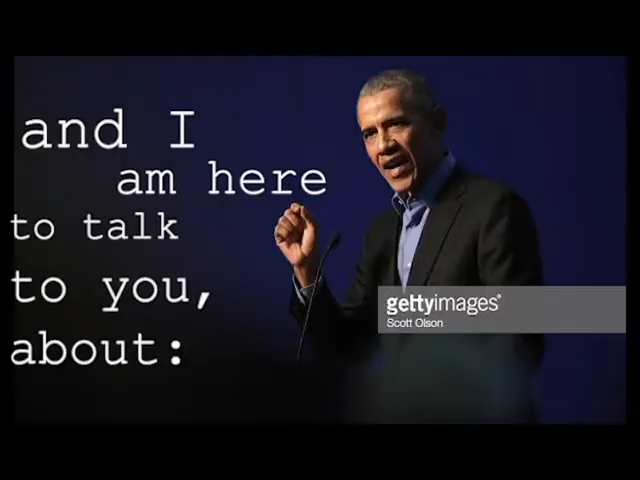 and I
am here
to talk
to you,
about:
gettyimages®
Scott Olson